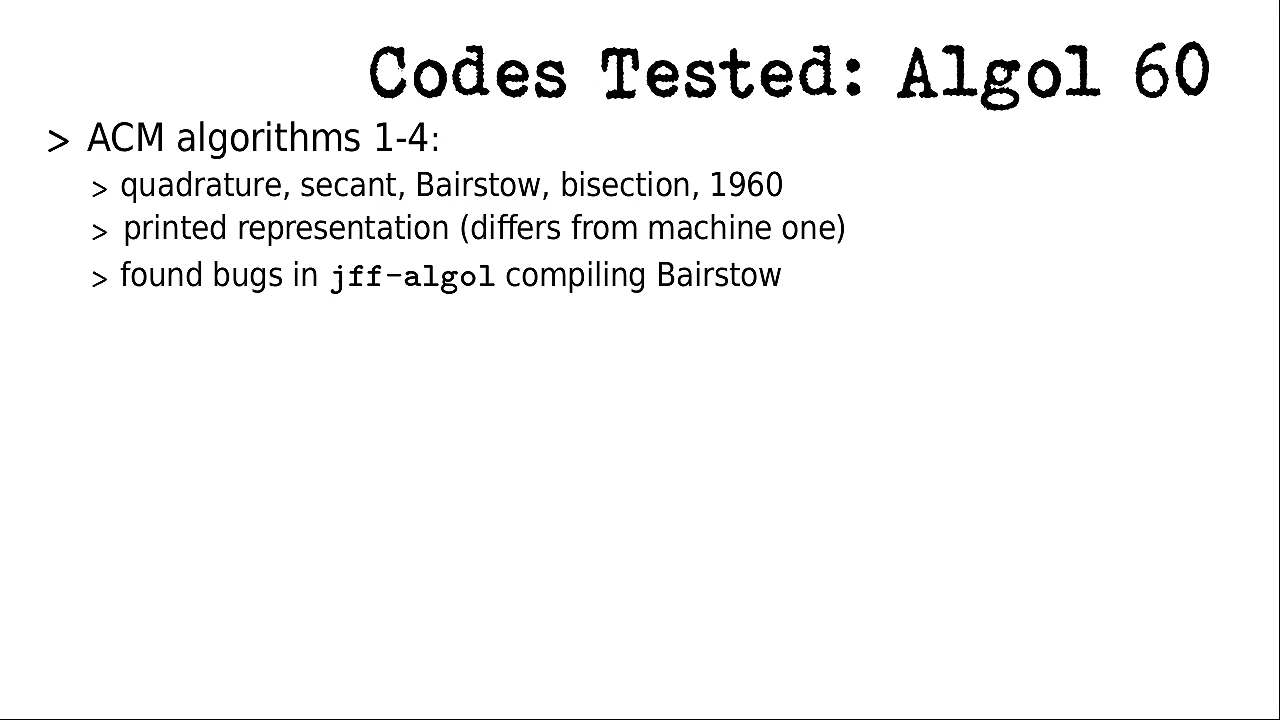 Codes Tested: Algol 60
> ACM algorithms 1-4:
> quadrature, secant, Bairstow, bisection, 1960
> printed representation (differs from machine one)
> found bugs in jff-algol compiling Bairstow